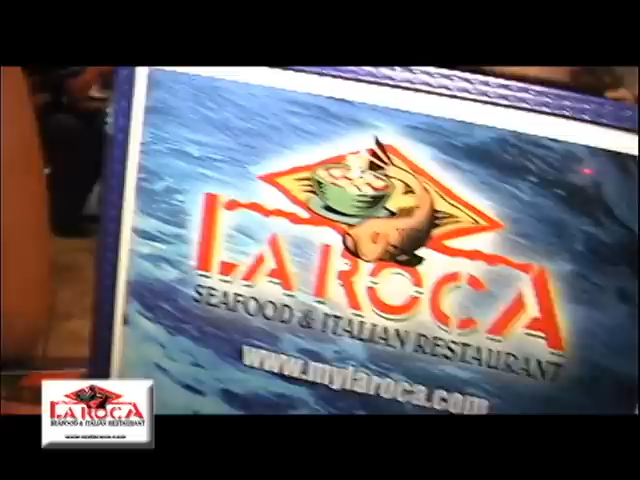 LA ROCA
SEAFOOD & ITALIAN RESTAURANT
www.mylaroca.com
LA ROCA
SEAFOOD & ITALIAN RESTAURANT